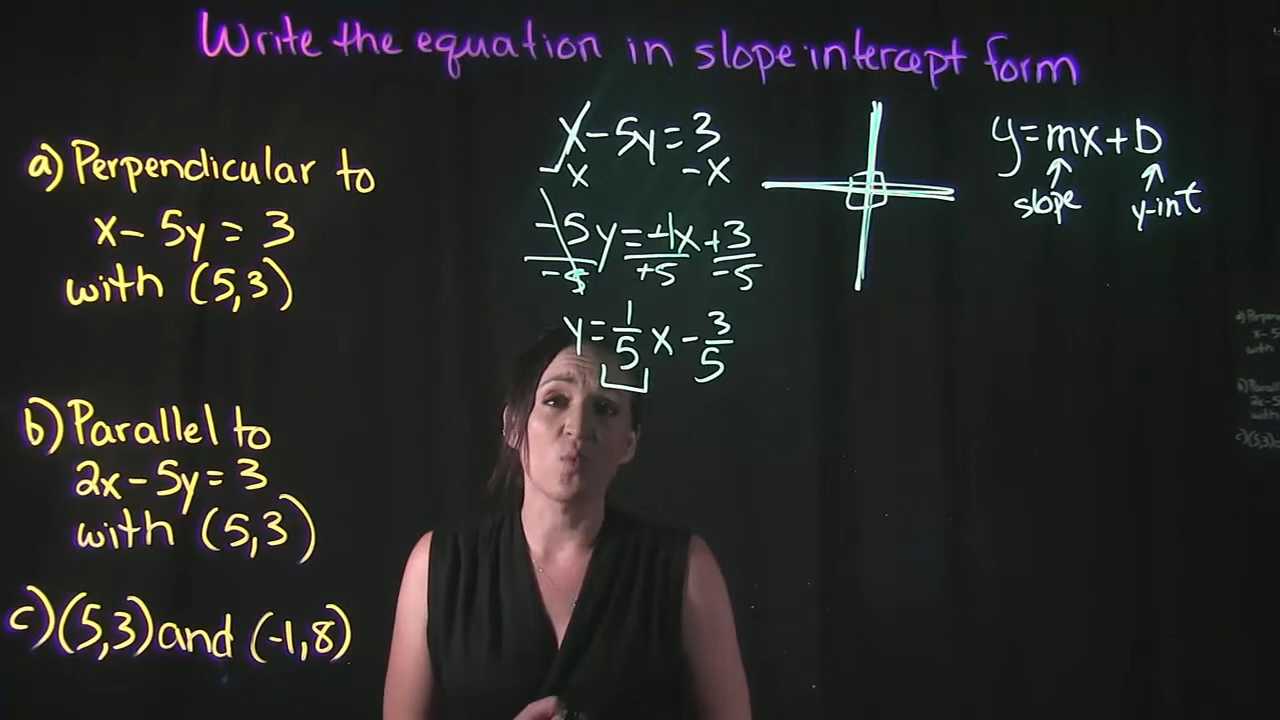 Write the equation in slope intercept form
a) Perpendicular to
x - 5y = 3
with (5,3)
b) Parallel to
2x - 5y = 3
with (5,3)
c) (5,3) and (-1,8)
x - 5y = 3
-x -x
-5y = -1x + 3
-5 +5 -5
y = 1/5 x - 3/5
y = mx + b
slope y-int